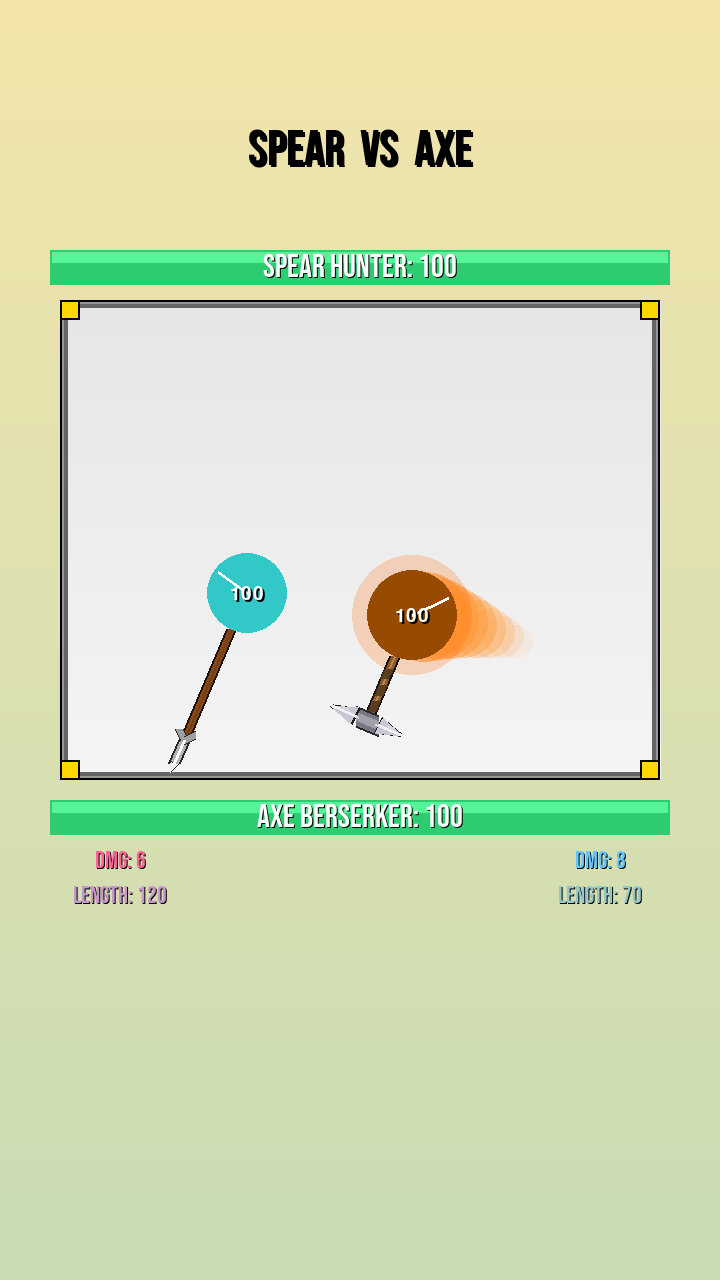 SPEAR VS AXE
SPEAR HUNTER: 100
100
100
AXE BERSERKER: 100
DMG: 6
DMG: 8
LENGTH: 120
LENGTH: 70